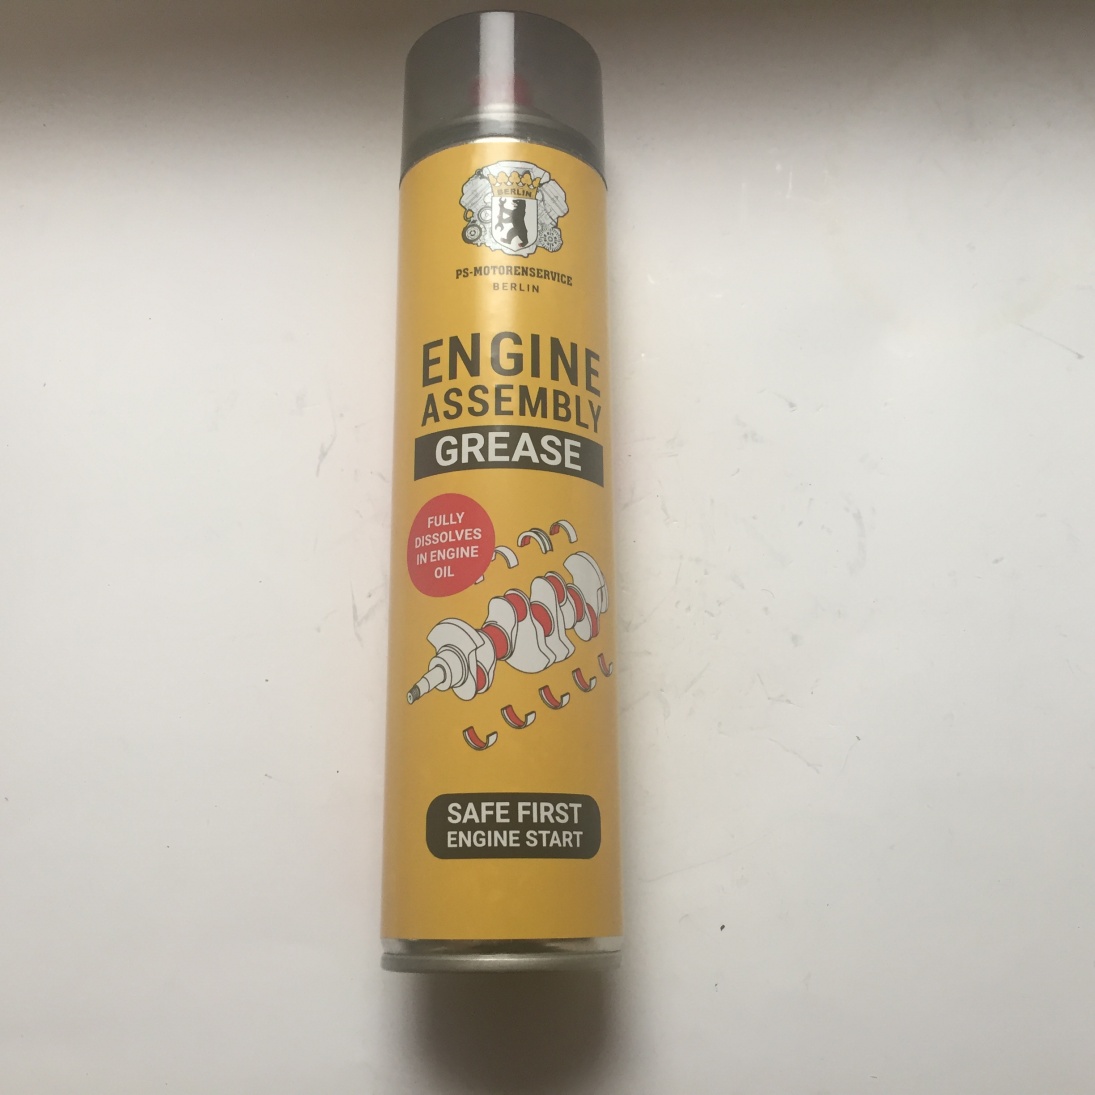 BERLIN
PS-MOTORENSERVICE
BERLIN
ENGINE
ASSEMBLY
GREASE
FULLY
DISSOLVES
IN ENGINE
OIL
SAFE FIRST
ENGINE START